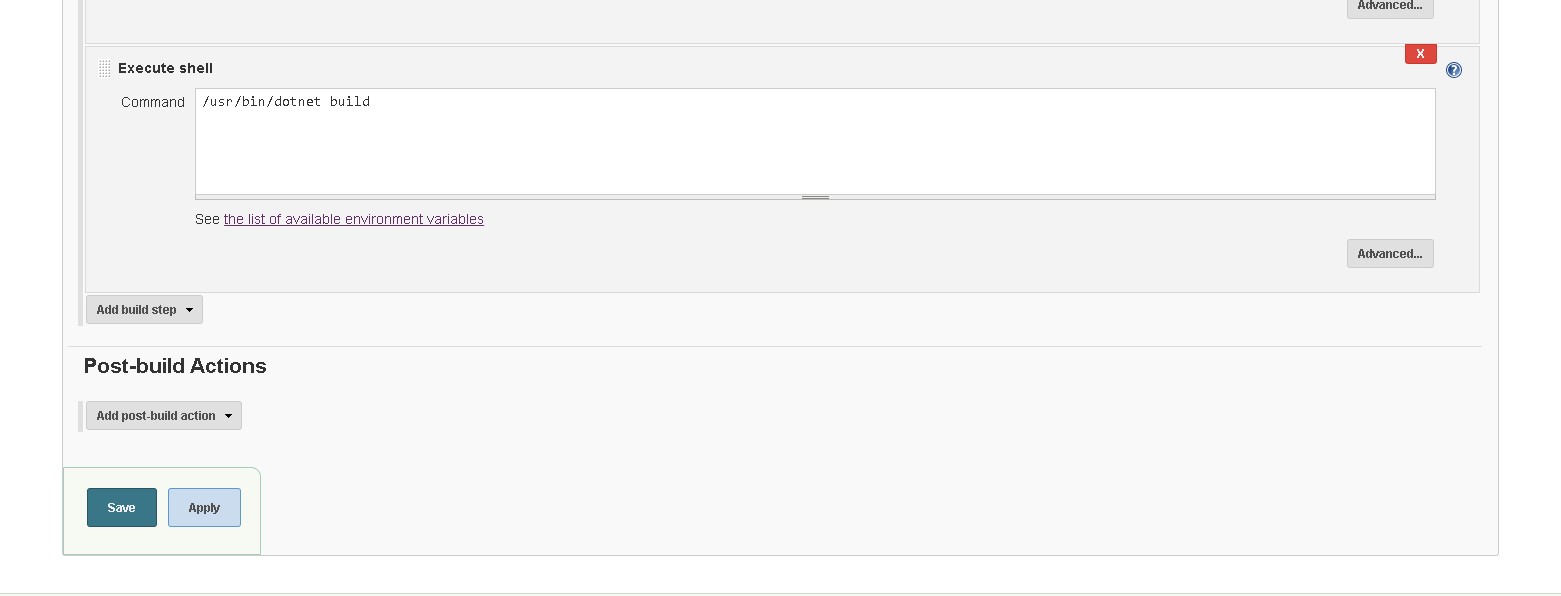 Advanced...
X
Execute shell
?
Command /usr/bin/dotnet build
See the list of available environment variables
Advanced...
Add build step
Post-build Actions
Add post-build action
Save Apply